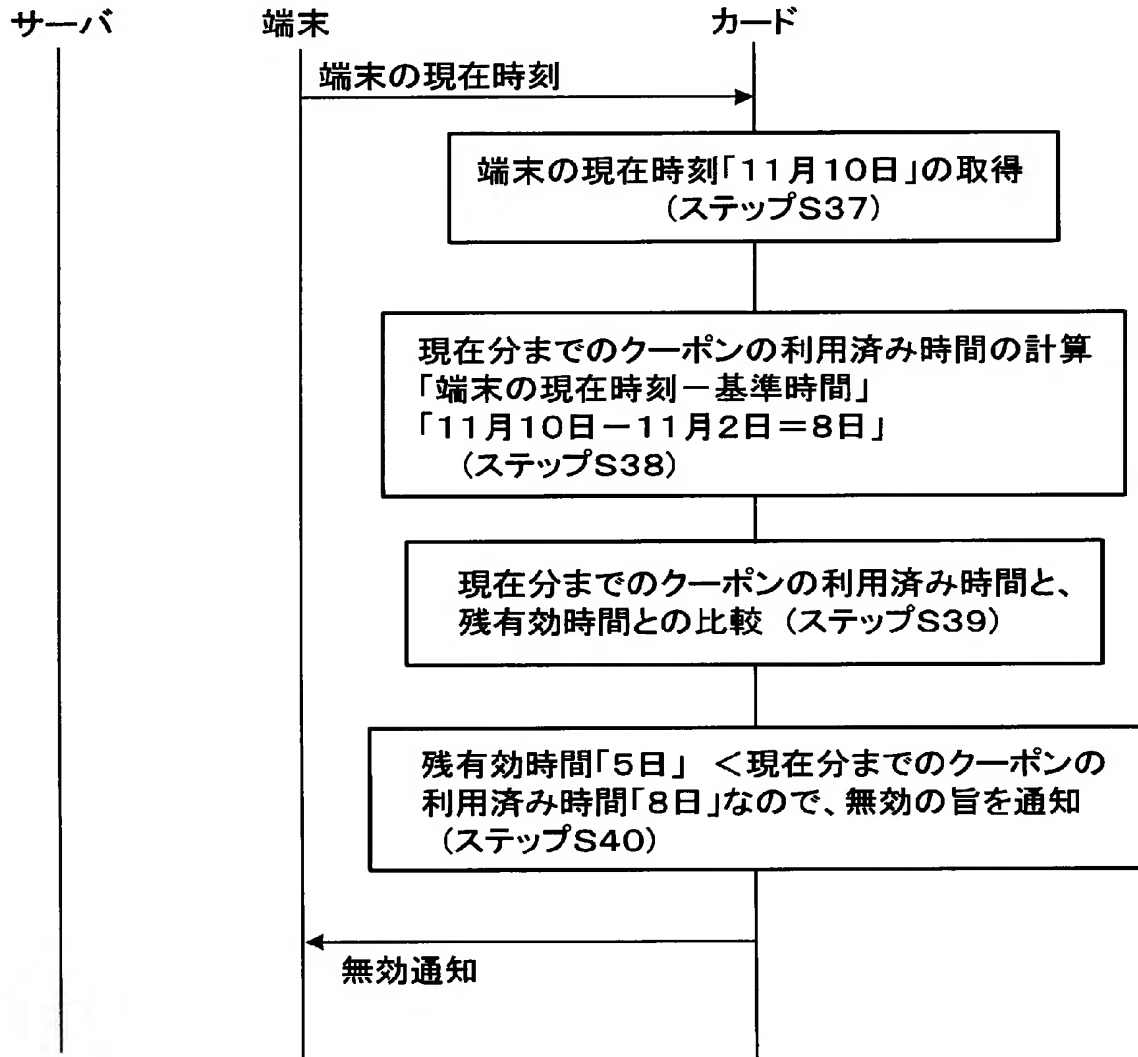 サーバ 端末 カード
端末の現在時刻
端末の現在時刻「11月10日」の取得
(ステップS37)
現在分までのクーポンの利用済み時間の計算
「端末の現在時刻－基準時間」
「11月10日－11月2日＝8日」
(ステップS38)
現在分までのクーポンの利用済み時間と、
残有効時間との比較 (ステップS39)
残有効時間「5日」 ＜現在分までのクーポンの
利用済み時間「8日」なので、無効の旨を通知
(ステップS40)
無効通知